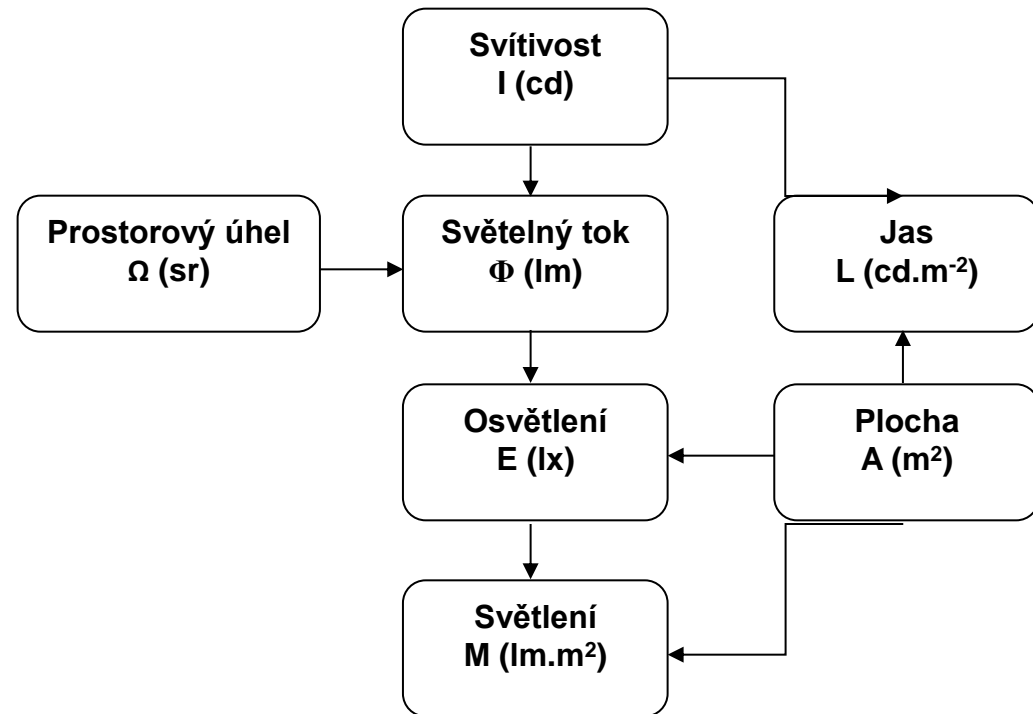 Svítivost
I (cd)
Prostorový úhel
Ω (sr)
Světelný tok
Φ (lm)
Jas
L (cd.m⁻²)
Osvětlení
E (lx)
Plocha
A (m²)
Světlení
M (lm.m²)